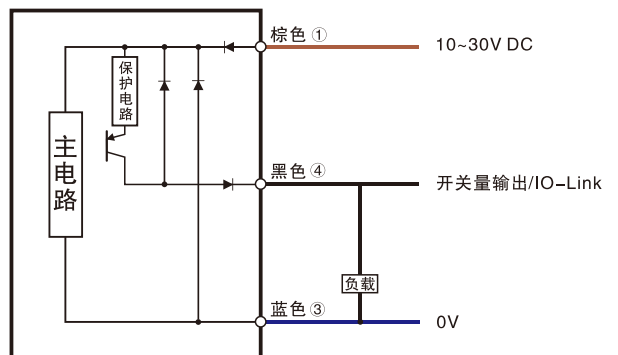 棕色 ①
10~30V DC
保护电路
主电路
黑色 ④
开关量输出/IO-Link
负载
蓝色 ③
0V